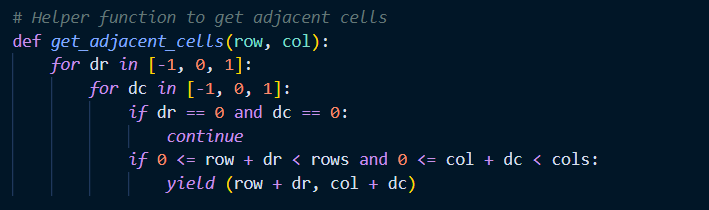 # Helper function to get adjacent cells
def get_adjacent_cells(row, col):
    for dr in [-1, 0, 1]:
        for dc in [-1, 0, 1]:
            if dr == 0 and dc == 0:
                continue
            if 0 <= row + dr < rows and 0 <= col + dc < cols:
                yield (row + dr, col + dc)